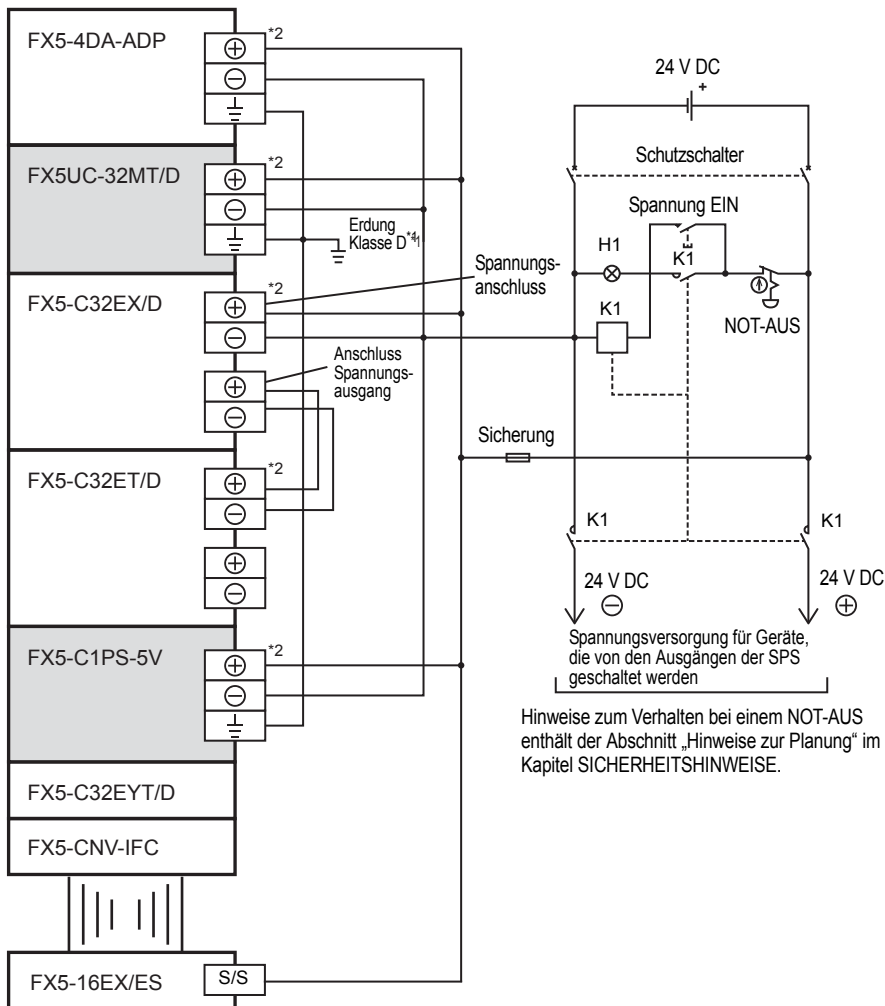 FX5-4DA-ADP
*2
FX5UC-32MT/D
*2
Erdung
Klasse D*1
FX5-C32EX/D
*2
Spannungs-
anschluss
Anschluss
Spannungs-
ausgang
FX5-C32ET/D
*2
FX5-C1PS-5V
*2
FX5-C32EYT/D
FX5-CNV-IFC
FX5-16EX/ES
S/S
24 V DC
+
Schutzschalter
Spannung EIN
H1
K1
K1
NOT-AUS
Sicherung
K1
K1
24 V DC
24 V DC
Spannungsversorgung für Geräte,
die von den Ausgängen der SPS
geschaltet werden
Hinweise zum Verhalten bei einem NOT-AUS
enthält der Abschnitt „Hinweise zur Planung“ im
Kapitel SICHERHEITSHINWEISE.